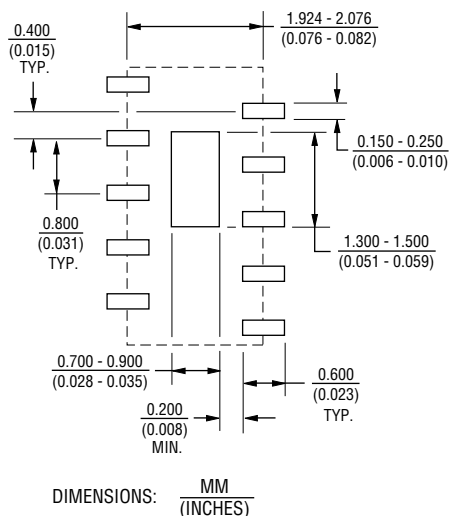 0.400
(0.015)
TYP.
1.924 - 2.076
(0.076 - 0.082)
0.150 - 0.250
(0.006 - 0.010)
0.800
(0.031)
TYP.
1.300 - 1.500
(0.051 - 0.059)
0.700 - 0.900
(0.028 - 0.035)
0.600
(0.023)
TYP.
0.200
(0.008)
MIN.
DIMENSIONS: MM
(INCHES)